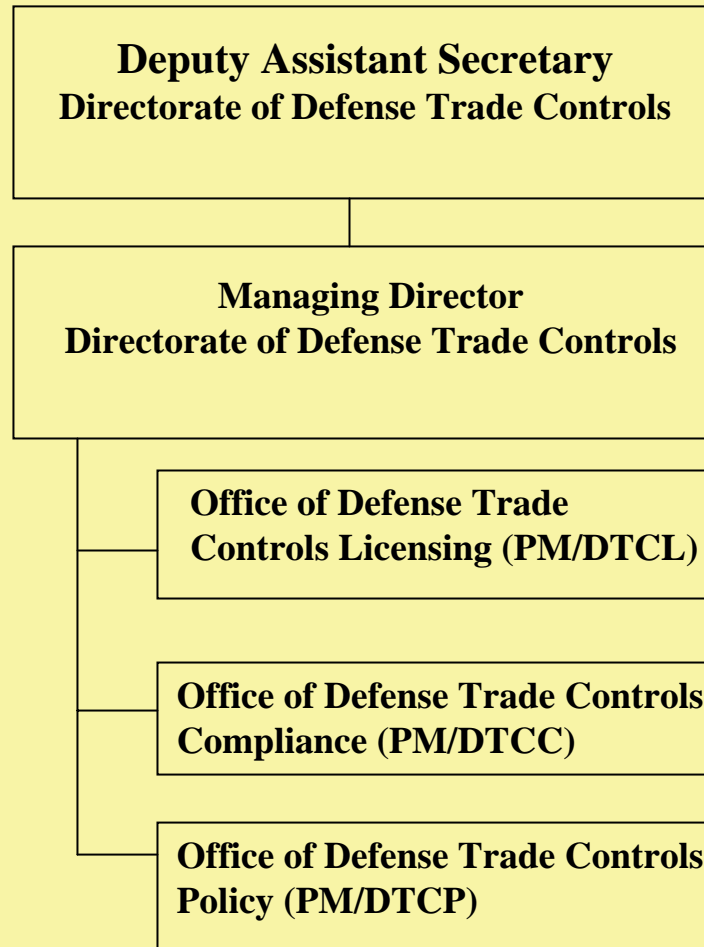 Deputy Assistant Secretary
Directorate of Defense Trade Controls
Managing Director
Directorate of Defense Trade Controls
Office of Defense Trade
Controls Licensing (PM/DTCL)
Office of Defense Trade Controls
Compliance (PM/DTCC)
Office of Defense Trade Controls
Policy (PM/DTCP)